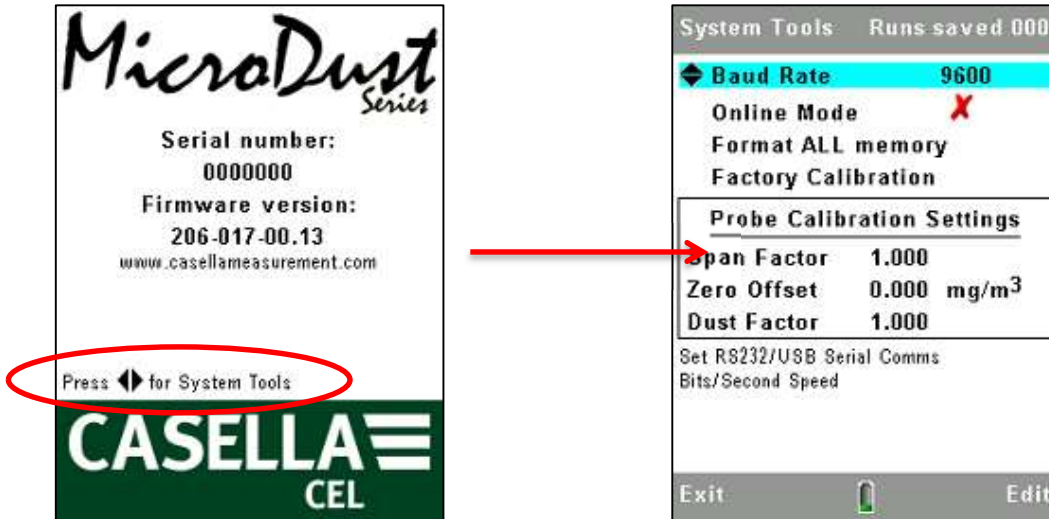 MicroDust
Series
Serial number:
0000000
Firmware version:
206-017-00.13
www.casellameasurement.com
Press for System Tools
CASELLA
CEL
System Tools Runs saved 000
Baud Rate 9600
Online Mode ✗
Format ALL memory
Factory Calibration
Probe Calibration Settings
Span Factor 1.000
Zero Offset 0.000 mg/m³
Dust Factor 1.000
Set RS232/USB Serial Comms
Bits/Second Speed
Exit Edit